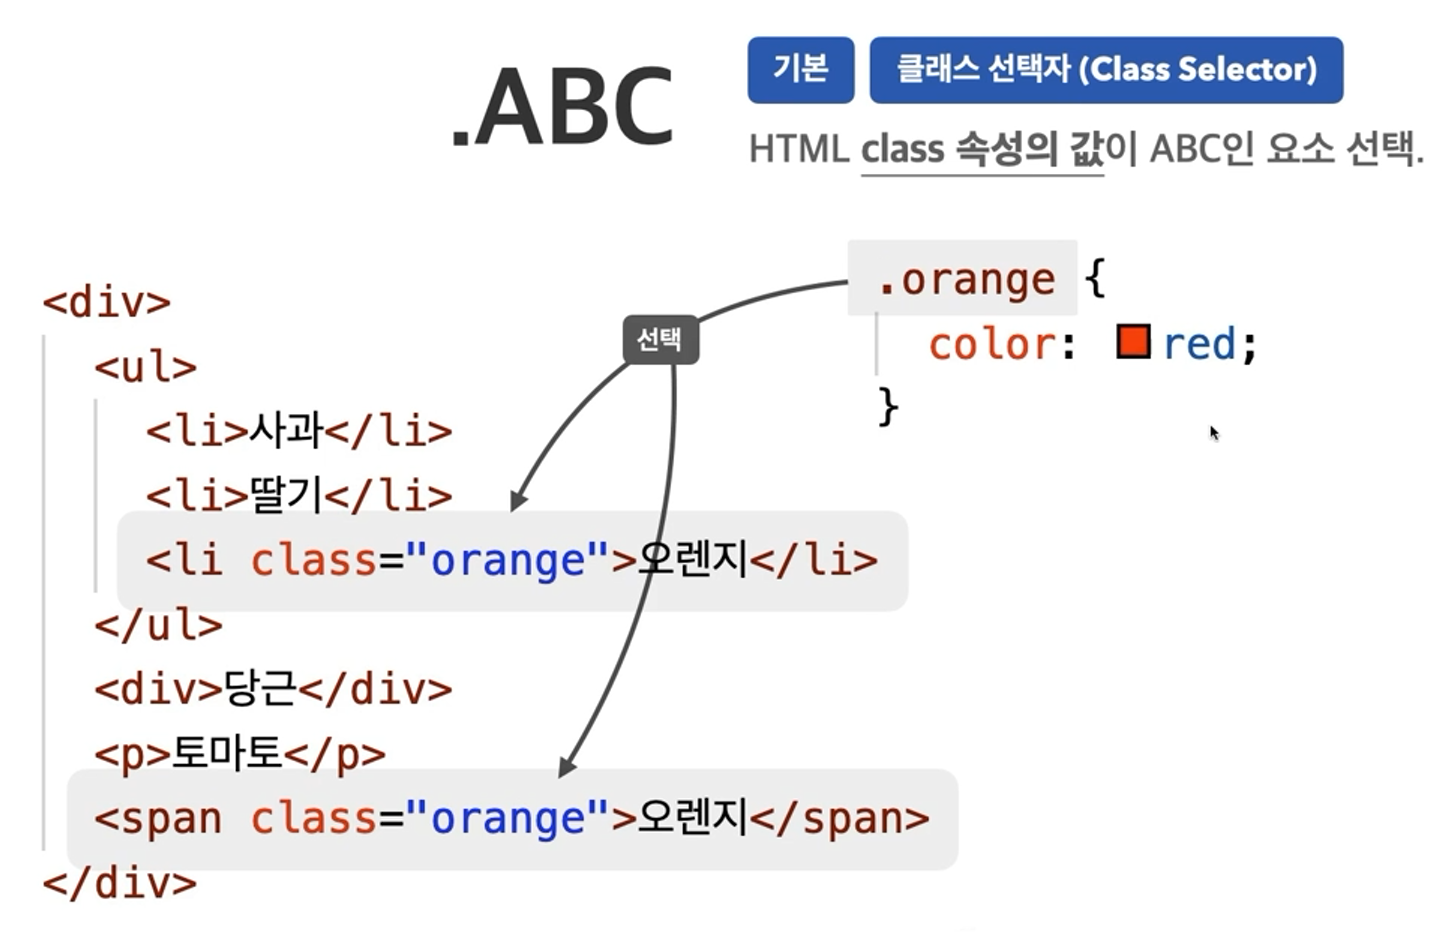 .ABC
기본
클래스 선택자 (Class Selector)
HTML class 속성의 값이 ABC인 요소 선택.
.orange {
color: red;
}
선택
<div>
<ul>
<li>사과</li>
<li>딸기</li>
<li class="orange">오렌지</li>
</ul>
<div>당근</div>
<p>토마토</p>
<span class="orange">오렌지</span>
</div>